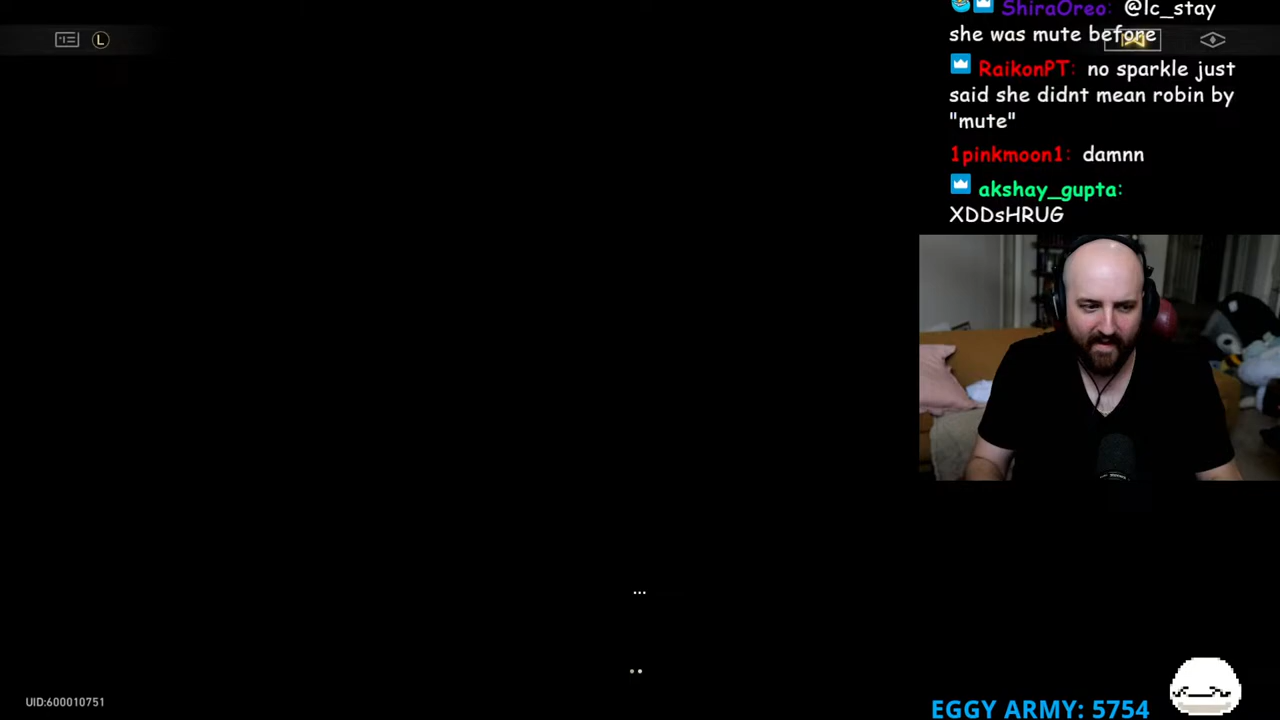 L
ShiraOreo: @lc_stay
she was mute before
RaikonPT: no sparkle just
said she didnt mean robin by
"mute"
1pinkmoon1: damnn
akshay_gupta:
XDDsHRUG
...
UID:600010751
EGGY ARMY: 5754